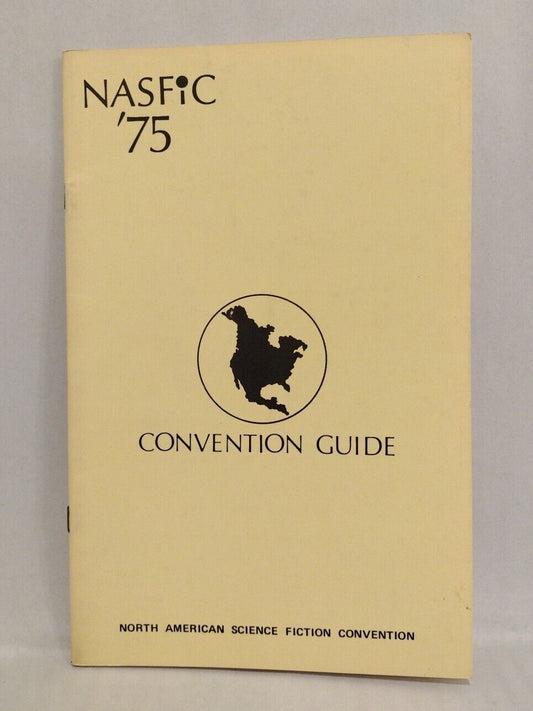 NASFiC
'75
CONVENTION GUIDE
NORTH AMERICAN SCIENCE FICTION CONVENTION